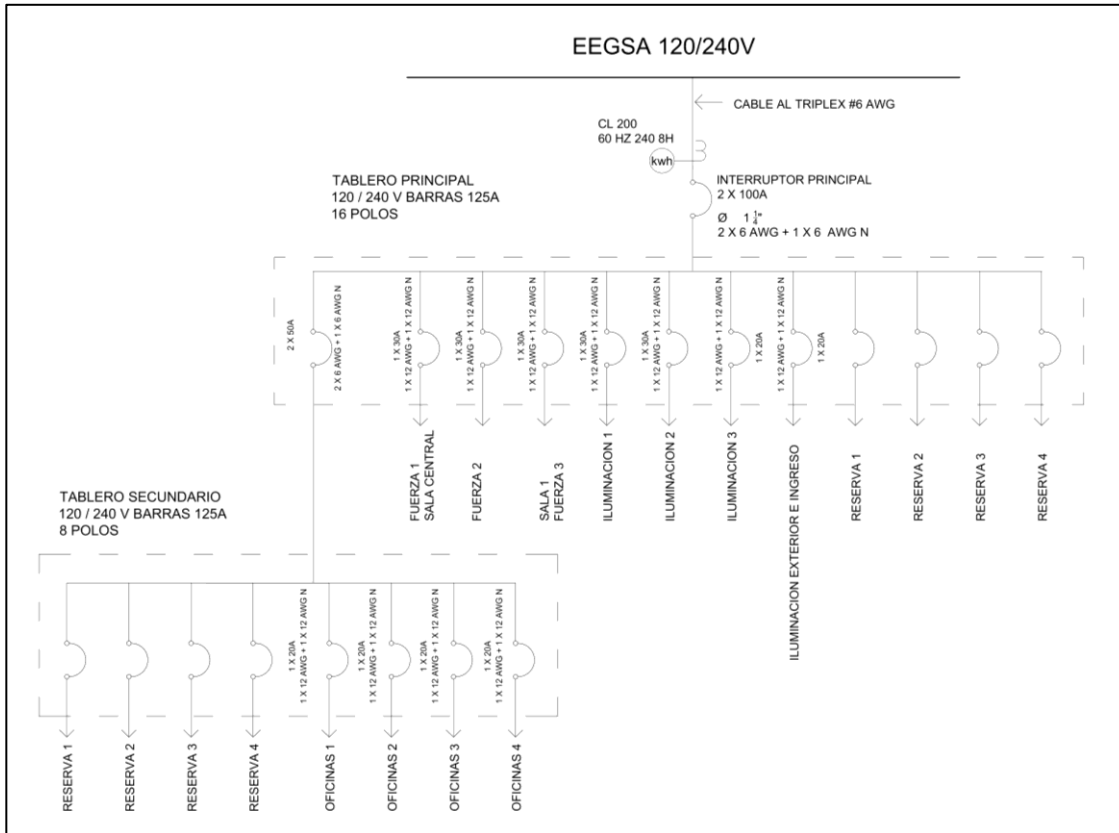 EEGSA 120/240V
CABLE AL TRIPLEX #6 AWG
CL 200
60 HZ 240 8H
kwh
INTERRUPTOR PRINCIPAL
2 X 100A
Ø 1 1/4"
2 X 6 AWG + 1 X 6 AWG N
TABLERO PRINCIPAL
120 / 240 V BARRAS 125A
16 POLOS
2 X 50A
2 X 6 AWG + 1 X 6 AWG N
1 X 30A
1 X 12 AWG + 1 X 12 AWG N
1 X 30A
1 X 12 AWG + 1 X 12 AWG N
1 X 30A
1 X 12 AWG + 1 X 12 AWG N
1 X 30A
1 X 12 AWG + 1 X 12 AWG N
1 X 30A
1 X 12 AWG + 1 X 12 AWG N
1 X 12 AWG + 1 X 12 AWG N
1 X 20A
1 X 12 AWG + 1 X 12 AWG N
1 X 20A
FUERZA 1
SALA CENTRAL
FUERZA 2
SALA 1
FUERZA 3
ILUMINACION 1
ILUMINACION 2
ILUMINACION 3
ILUMINACION EXTERIOR E INGRESO
RESERVA 1
RESERVA 2
RESERVA 3
RESERVA 4
TABLERO SECUNDARIO
120 / 240 V BARRAS 125A
8 POLOS
1 X 20A
1 X 12 AWG + 1 X 12 AWG N
1 X 20A
1 X 12 AWG + 1 X 12 AWG N
1 X 20A
1 X 12 AWG + 1 X 12 AWG N
1 X 20A
1 X 12 AWG + 1 X 12 AWG N
RESERVA 1
RESERVA 2
RESERVA 3
RESERVA 4
OFICINAS 1
OFICINAS 2
OFICINAS 3
OFICINAS 4